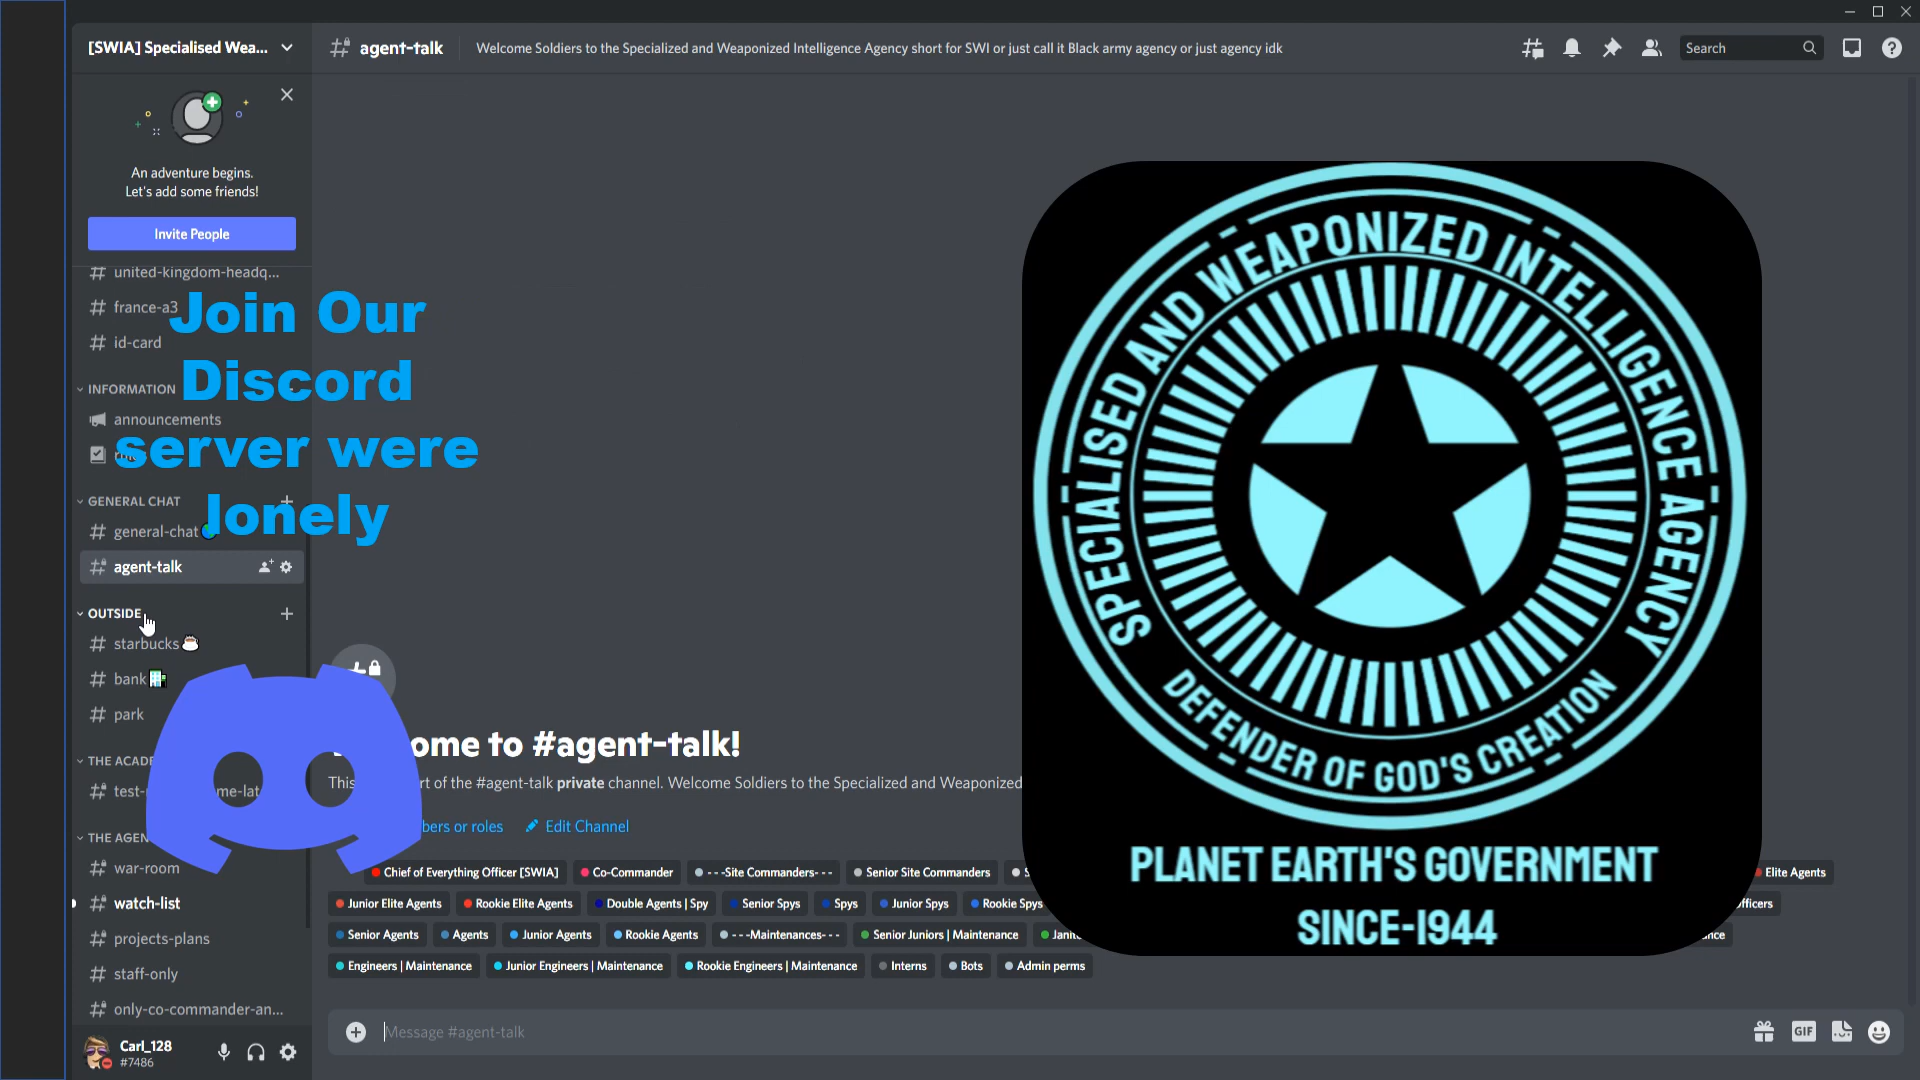 [SWIA] Specialised Wea...
agent-talk
Welcome Soldiers to the Specialized and Weaponized Intelligence Agency short for SWI or just call it Black army agency or just agency idk
Search
An adventure begins.
Let's add some friends!
Invite People
united-kingdom-headq...
france-a3
id-card
INFORMATION
announcements
GENERAL CHAT
general-chat
agent-talk
OUTSIDE
starbucks
bank
park
THE ACADE
test-
me-lat
THE AGEN
war-room
watch-list
projects-plans
staff-only
only-co-commander-an...
Carl_128
#7486
Join Our
Discord
server were
lonely
ome to #agent-talk!
This
rt of the #agent-talk private channel. Welcome Soldiers to the Specialized and Weaponized
bers or roles
Edit Channel
Chief of Everything Officer [SWIA]
Co-Commander
- - -Site Commanders- - -
Senior Site Commanders
S
Elite Agents
Junior Elite Agents
Rookie Elite Agents
Double Agents | Spy
Senior Spys
Spys
Junior Spys
Rookie Spys
fficers
Senior Agents
Agents
Junior Agents
Rookie Agents
- - -Maintenances- - -
Senior Juniors | Maintenance
Janit
nce
Engineers | Maintenance
Junior Engineers | Maintenance
Rookie Engineers | Maintenance
Interns
Bots
Admin perms
Message #agent-talk
GIF
SPECIALISED AND WEAPONIZED INTELLIGENCE AGENCY
DEFENDER OF GOD'S CREATION
PLANET EARTH'S GOVERNMENT
SINCE-1944